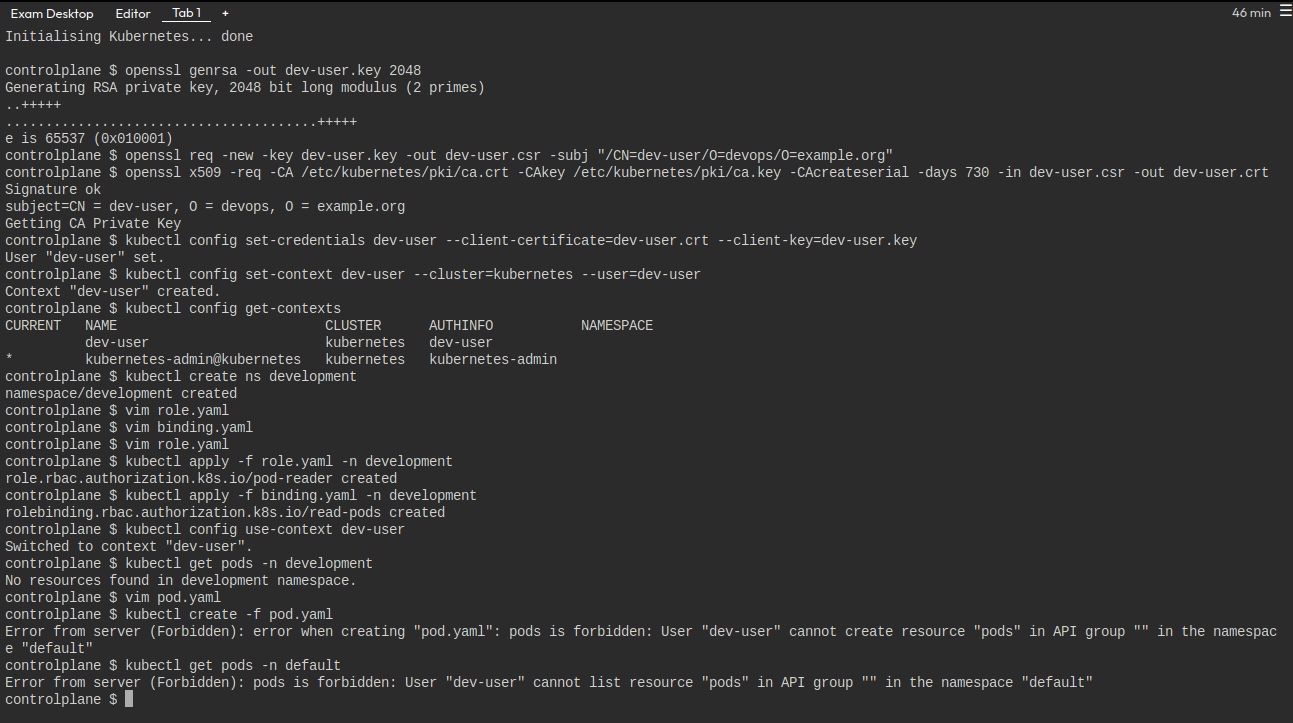 Exam Desktop Editor Tab 1 + 46 min
Initialising Kubernetes... done
controlplane $ openssl genrsa -out dev-user.key 2048
Generating RSA private key, 2048 bit long modulus (2 primes)
..+++++
.......................................+++++
e is 65537 (0x010001)
controlplane $ openssl req -new -key dev-user.key -out dev-user.csr -subj "/CN=dev-user/O=devops/O=example.org"
controlplane $ openssl x509 -req -CA /etc/kubernetes/pki/ca.crt -CAkey /etc/kubernetes/pki/ca.key -CAcreateserial -days 730 -in dev-user.csr -out dev-user.crt
Signature ok
subject=CN = dev-user, O = devops, O = example.org
Getting CA Private Key
controlplane $ kubectl config set-credentials dev-user --client-certificate=dev-user.crt --client-key=dev-user.key
User "dev-user" set.
controlplane $ kubectl config set-context dev-user --cluster=kubernetes --user=dev-user
Context "dev-user" created.
controlplane $ kubectl config get-contexts
CURRENT   NAME                          CLUSTER      AUTHINFO           NAMESPACE
          dev-user                      kubernetes   dev-user
*         kubernetes-admin@kubernetes   kubernetes   kubernetes-admin
controlplane $ kubectl create ns development
namespace/development created
controlplane $ vim role.yaml
controlplane $ vim binding.yaml
controlplane $ vim role.yaml
controlplane $ kubectl apply -f role.yaml -n development
role.rbac.authorization.k8s.io/pod-reader created
controlplane $ kubectl apply -f binding.yaml -n development
rolebinding.rbac.authorization.k8s.io/read-pods created
controlplane $ kubectl config use-context dev-user
Switched to context "dev-user".
controlplane $ kubectl get pods -n development
No resources found in development namespace.
controlplane $ vim pod.yaml
controlplane $ kubectl create -f pod.yaml
Error from server (Forbidden): error when creating "pod.yaml": pods is forbidden: User "dev-user" cannot create resource "pods" in API group "" in the namespac
e "default"
controlplane $ kubectl get pods -n default
Error from server (Forbidden): pods is forbidden: User "dev-user" cannot list resource "pods" in API group "" in the namespace "default"
controlplane $